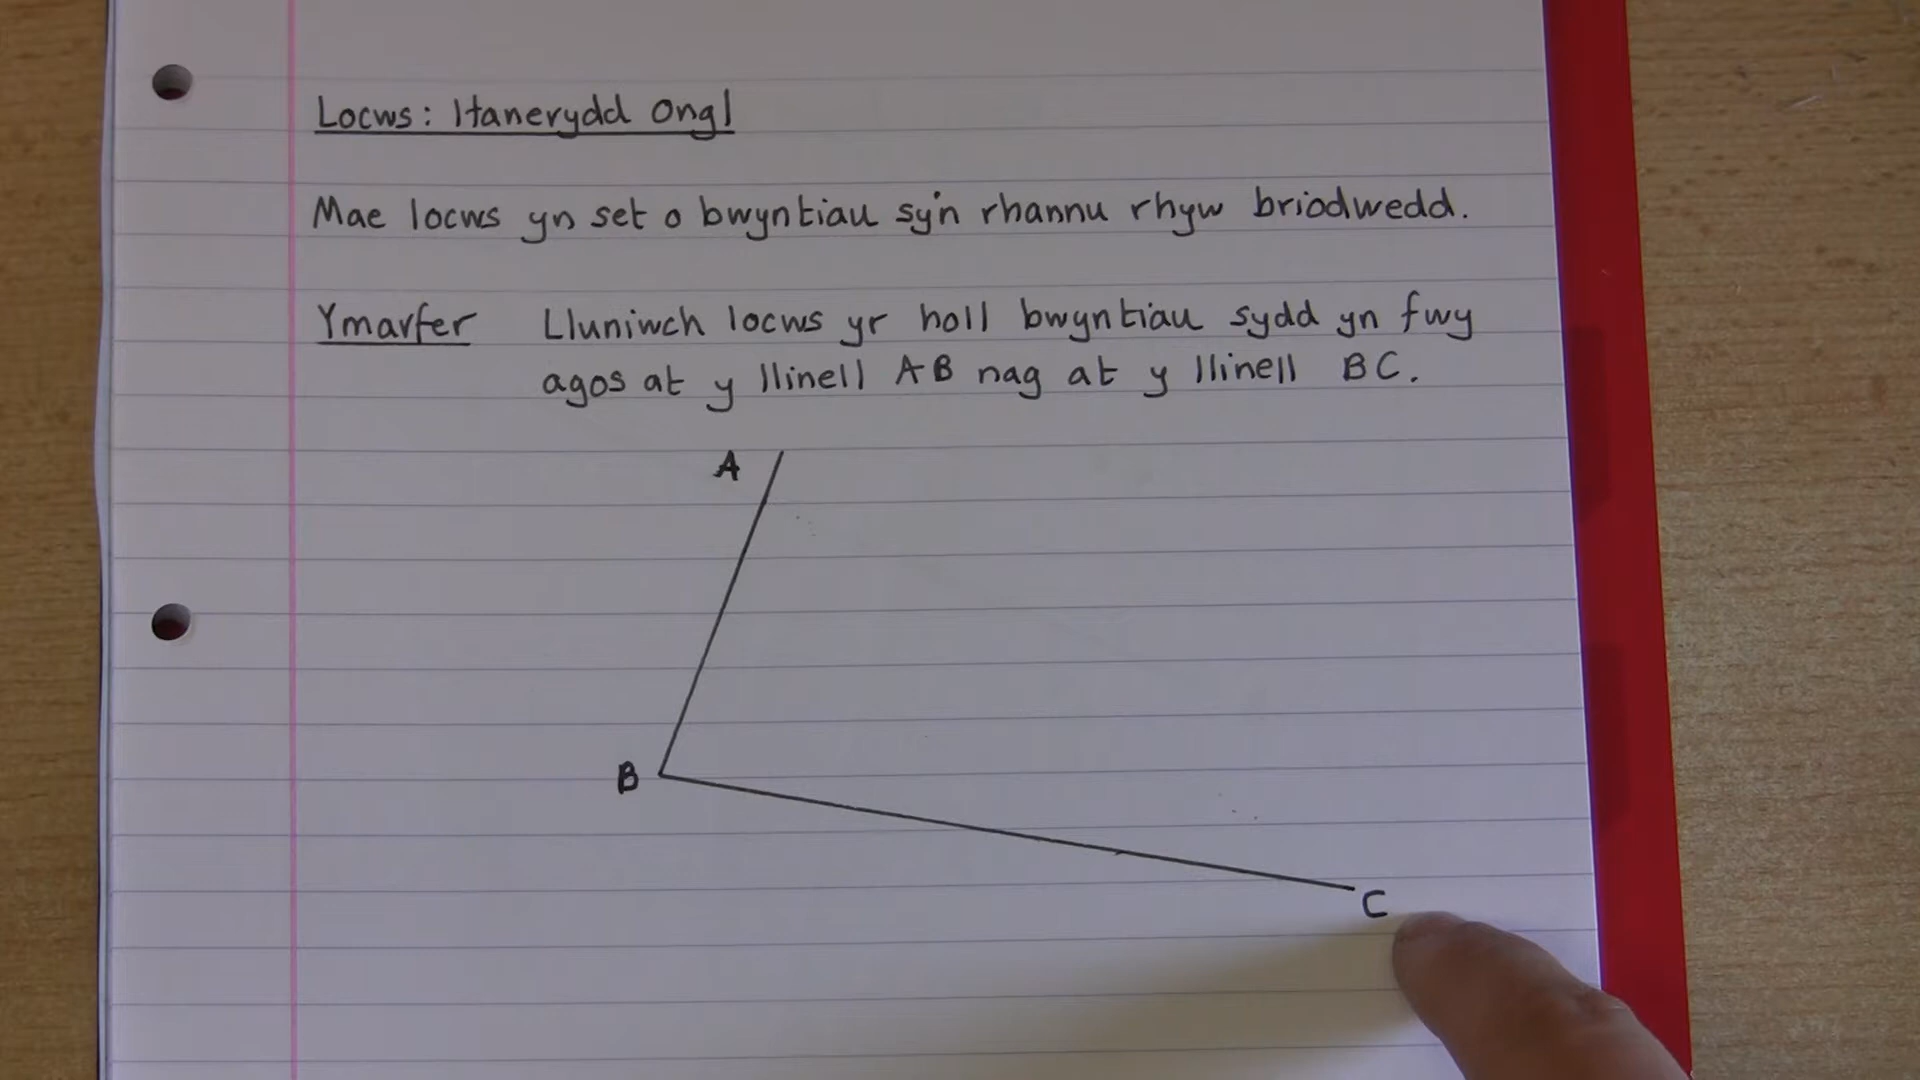 Locws: Hanerydd Ongl
Mae locws yn set o bwyntiau sy'n rhannu rhyw briodwedd.
Ymarfer Lluniwch locws yr holl bwyntiau sydd yn fwy
agos at y llinell AB nag at y llinell BC.
A
B
C